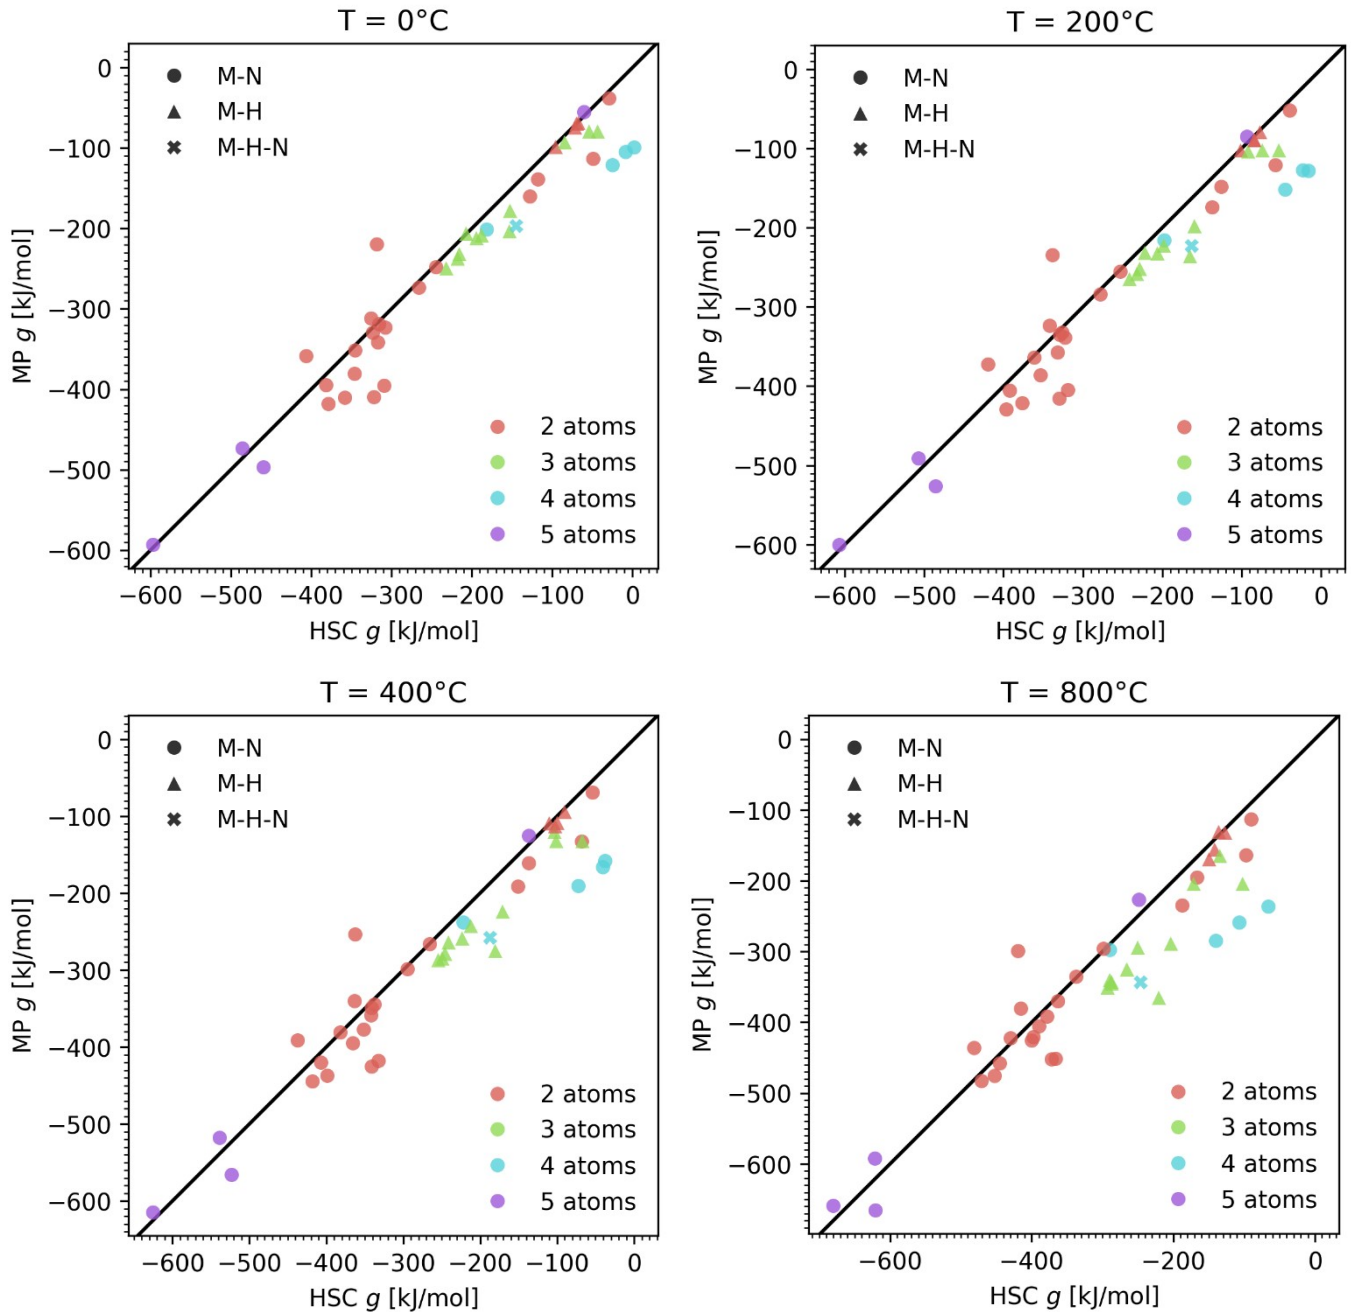 T = 0°C
M-N
M-H
M-H-N
0
−100
−200
−300
−400
−500
−600
MP g [kJ/mol]
2 atoms
3 atoms
4 atoms
5 atoms
−600 −500 −400 −300 −200 −100 0
HSC g [kJ/mol]
T = 200°C
M-N
M-H
M-H-N
0
−100
−200
−300
−400
−500
−600
MP g [kJ/mol]
2 atoms
3 atoms
4 atoms
5 atoms
−600 −500 −400 −300 −200 −100 0
HSC g [kJ/mol]
T = 400°C
M-N
M-H
M-H-N
0
−100
−200
−300
−400
−500
−600
MP g [kJ/mol]
2 atoms
3 atoms
4 atoms
5 atoms
−600 −500 −400 −300 −200 −100 0
HSC g [kJ/mol]
T = 800°C
M-N
M-H
M-H-N
0
−100
−200
−300
−400
−500
−600
MP g [kJ/mol]
2 atoms
3 atoms
4 atoms
5 atoms
−600 −400 −200 0
HSC g [kJ/mol]